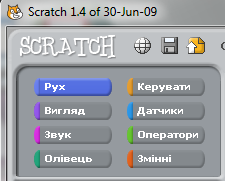 Scratch 1.4 of 30-Jun-09
SCRATCH
Рух Керувати
Вигляд Датчики
Звук Оператори
Олівець Змінні